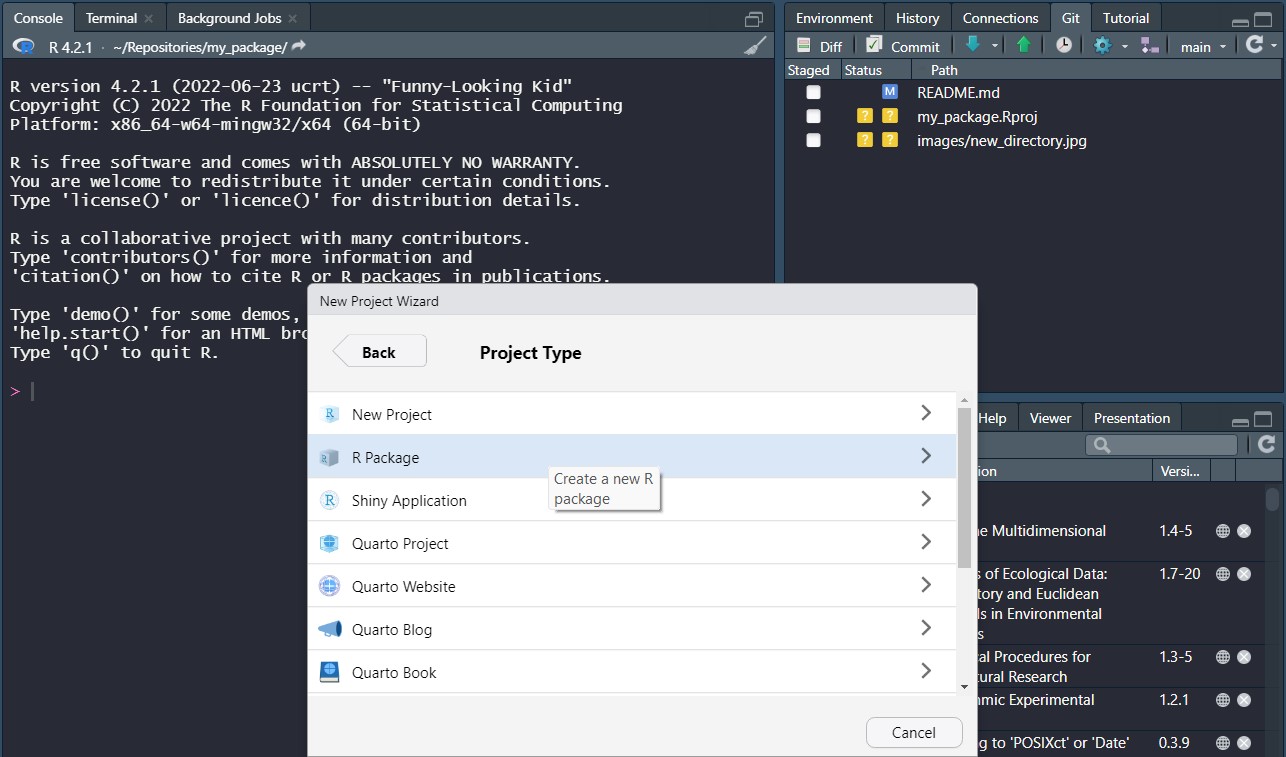 Console Terminal Background Jobs
R 4.2.1 · ~/Repositories/my_package/
R version 4.2.1 (2022-06-23 ucrt) -- "Funny-Looking Kid"
Copyright (C) 2022 The R Foundation for Statistical Computing
Platform: x86_64-w64-mingw32/x64 (64-bit)
R is free software and comes with ABSOLUTELY NO WARRANTY.
You are welcome to redistribute it under certain conditions.
Type 'license()' or 'licence()' for distribution details.
R is a collaborative project with many contributors.
Type 'contributors()' for more information and
'citation()' on how to cite R or R packages in publications.
Type 'demo()' for some demos,
'help.start()' for an HTML bro
Type 'q()' to quit R.
>
Environment History Connections Git Tutorial
Diff Commit main
Staged Status Path
M README.md
? ? my_package.Rproj
? ? images/new_directory.jpg
New Project Wizard
Back Project Type
R New Project
R R Package
Create a new R
package
R Shiny Application
Quarto Project
Quarto Website
Quarto Blog
Quarto Book
Cancel
Help Viewer Presentation
ion Versi...
ne Multidimensional 1.4-5
s of Ecological Data: 1.7-20
tory and Euclidean
ls in Environmental
s
cal Procedures for 1.3-5
tural Research
hmic Experimental 1.2.1
ng to 'POSIXct' or 'Date' 0.3.9